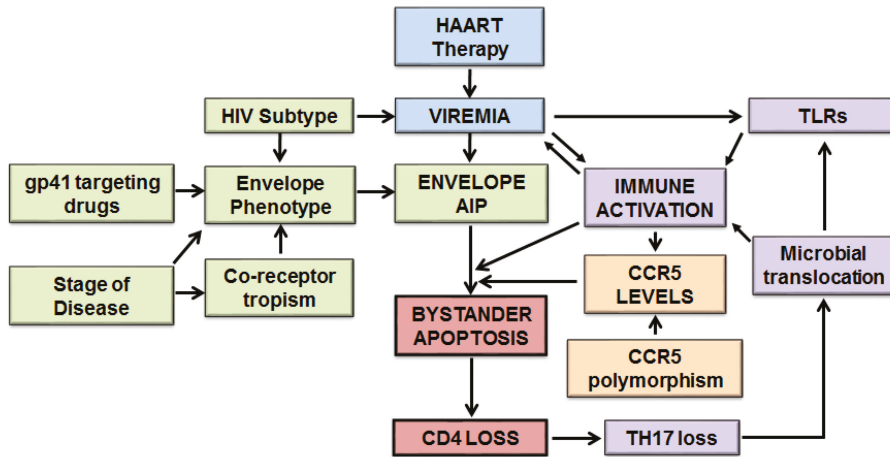 HAART
Therapy
HIV Subtype
VIREMIA
TLRs
gp41 targeting
drugs
Envelope
Phenotype
ENVELOPE
AIP
IMMUNE
ACTIVATION
Stage of
Disease
Co-receptor
tropism
CCR5
LEVELS
Microbial
translocation
BYSTANDER
APOPTOSIS
CCR5
polymorphism
CD4 LOSS
TH17 loss